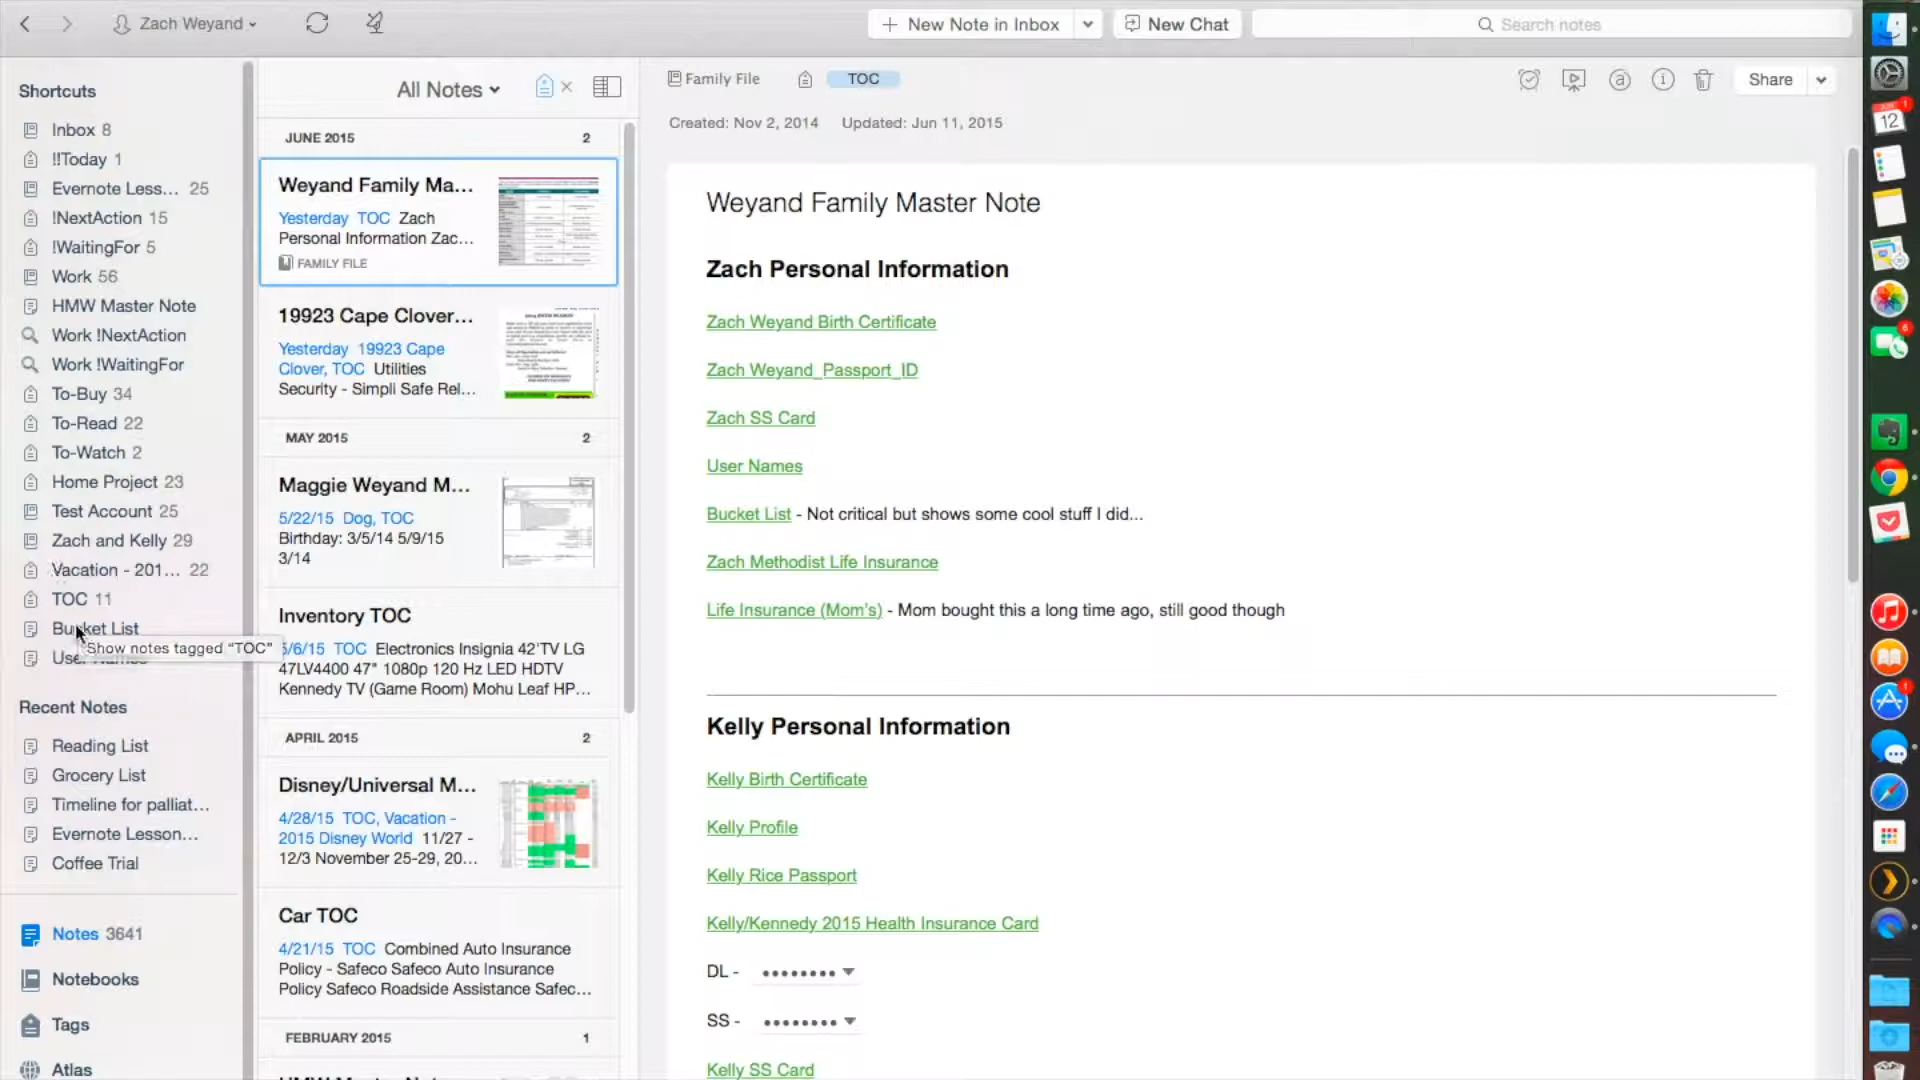 Zach Weyand
New Note in Inbox
New Chat
Search notes
Shortcuts
Inbox 8
!!Today 1
Evernote Less... 25
!NextAction 15
!WaitingFor 5
Work 56
HMW Master Note
Work !NextAction
Work !WaitingFor
To-Buy 34
To-Read 22
To-Watch 2
Home Project 23
Test Account 25
Zach and Kelly 29
Vacation - 201... 22
TOC 11
Bucket List
Show notes tagged “TOC”
Recent Notes
Reading List
Grocery List
Timeline for palliat...
Evernote Lesson...
Coffee Trial
Notes 3641
Notebooks
Tags
Atlas
All Notes
JUNE 2015 2
Weyand Family Ma...
Yesterday TOC Zach
Personal Information Zac...
FAMILY FILE
19923 Cape Clover...
Yesterday 19923 Cape
Clover, TOC Utilities
Security - Simpli Safe Rel...
MAY 2015 2
Maggie Weyand M...
5/22/15 Dog, TOC
Birthday: 3/5/14 5/9/15
3/14
Inventory TOC
5/6/15 TOC Electronics Insignia 42'TV LG
47LV4400 47" 1080p 120 Hz LED HDTV
Kennedy TV (Game Room) Mohu Leaf HP...
APRIL 2015 2
Disney/Universal M...
4/28/15 TOC, Vacation -
2015 Disney World 11/27 -
12/3 November 25-29, 20...
Car TOC
4/21/15 TOC Combined Auto Insurance
Policy - Safeco Safeco Auto Insurance
Policy Safeco Roadside Assistance Safec...
FEBRUARY 2015 1
Family File
TOC
Share
Created: Nov 2, 2014 Updated: Jun 11, 2015
Weyand Family Master Note
Zach Personal Information
Zach Weyand Birth Certificate
Zach Weyand_Passport_ID
Zach SS Card
User Names
Bucket List - Not critical but shows some cool stuff I did...
Zach Methodist Life Insurance
Life Insurance (Mom's) - Mom bought this a long time ago, still good though
Kelly Personal Information
Kelly Birth Certificate
Kelly Profile
Kelly Rice Passport
Kelly/Kennedy 2015 Health Insurance Card
DL - ••••••••
SS - ••••••••
Kelly SS Card
1
12
6
1